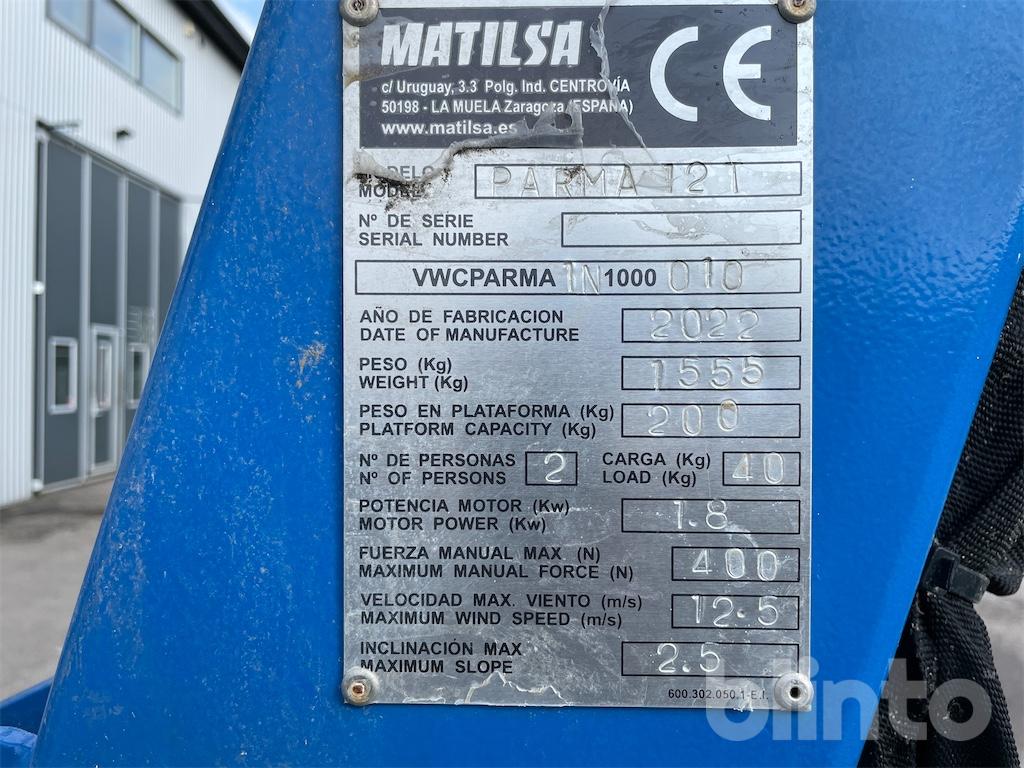 MATILSA
c/ Uruguay, 3.3 Polg. Ind. CENTROVÍA
50198 - LA MUELA Zaragoza (ESPAÑA)
www.matilsa.es
CE
MODELO
MODEL
PARMA 12T
Nº DE SERIE
SERIAL NUMBER
VWCPARMA 1N 1000 010
AÑO DE FABRICACION
DATE OF MANUFACTURE
2022
PESO (Kg)
WEIGHT (Kg)
1555
PESO EN PLATAFORMA (Kg)
PLATFORM CAPACITY (Kg)
200
Nº DE PERSONAS
Nº OF PERSONS
2
CARGA (Kg)
LOAD (Kg)
40
POTENCIA MOTOR (Kw)
MOTOR POWER (Kw)
1.8
FUERZA MANUAL MAX (N)
MAXIMUM MANUAL FORCE (N)
400
VELOCIDAD MAX. VIENTO (m/s)
MAXIMUM WIND SPEED (m/s)
12.5
INCLINACIÓN MAX
MAXIMUM SLOPE
2.5
600.302.050.1-E.I.
blinto